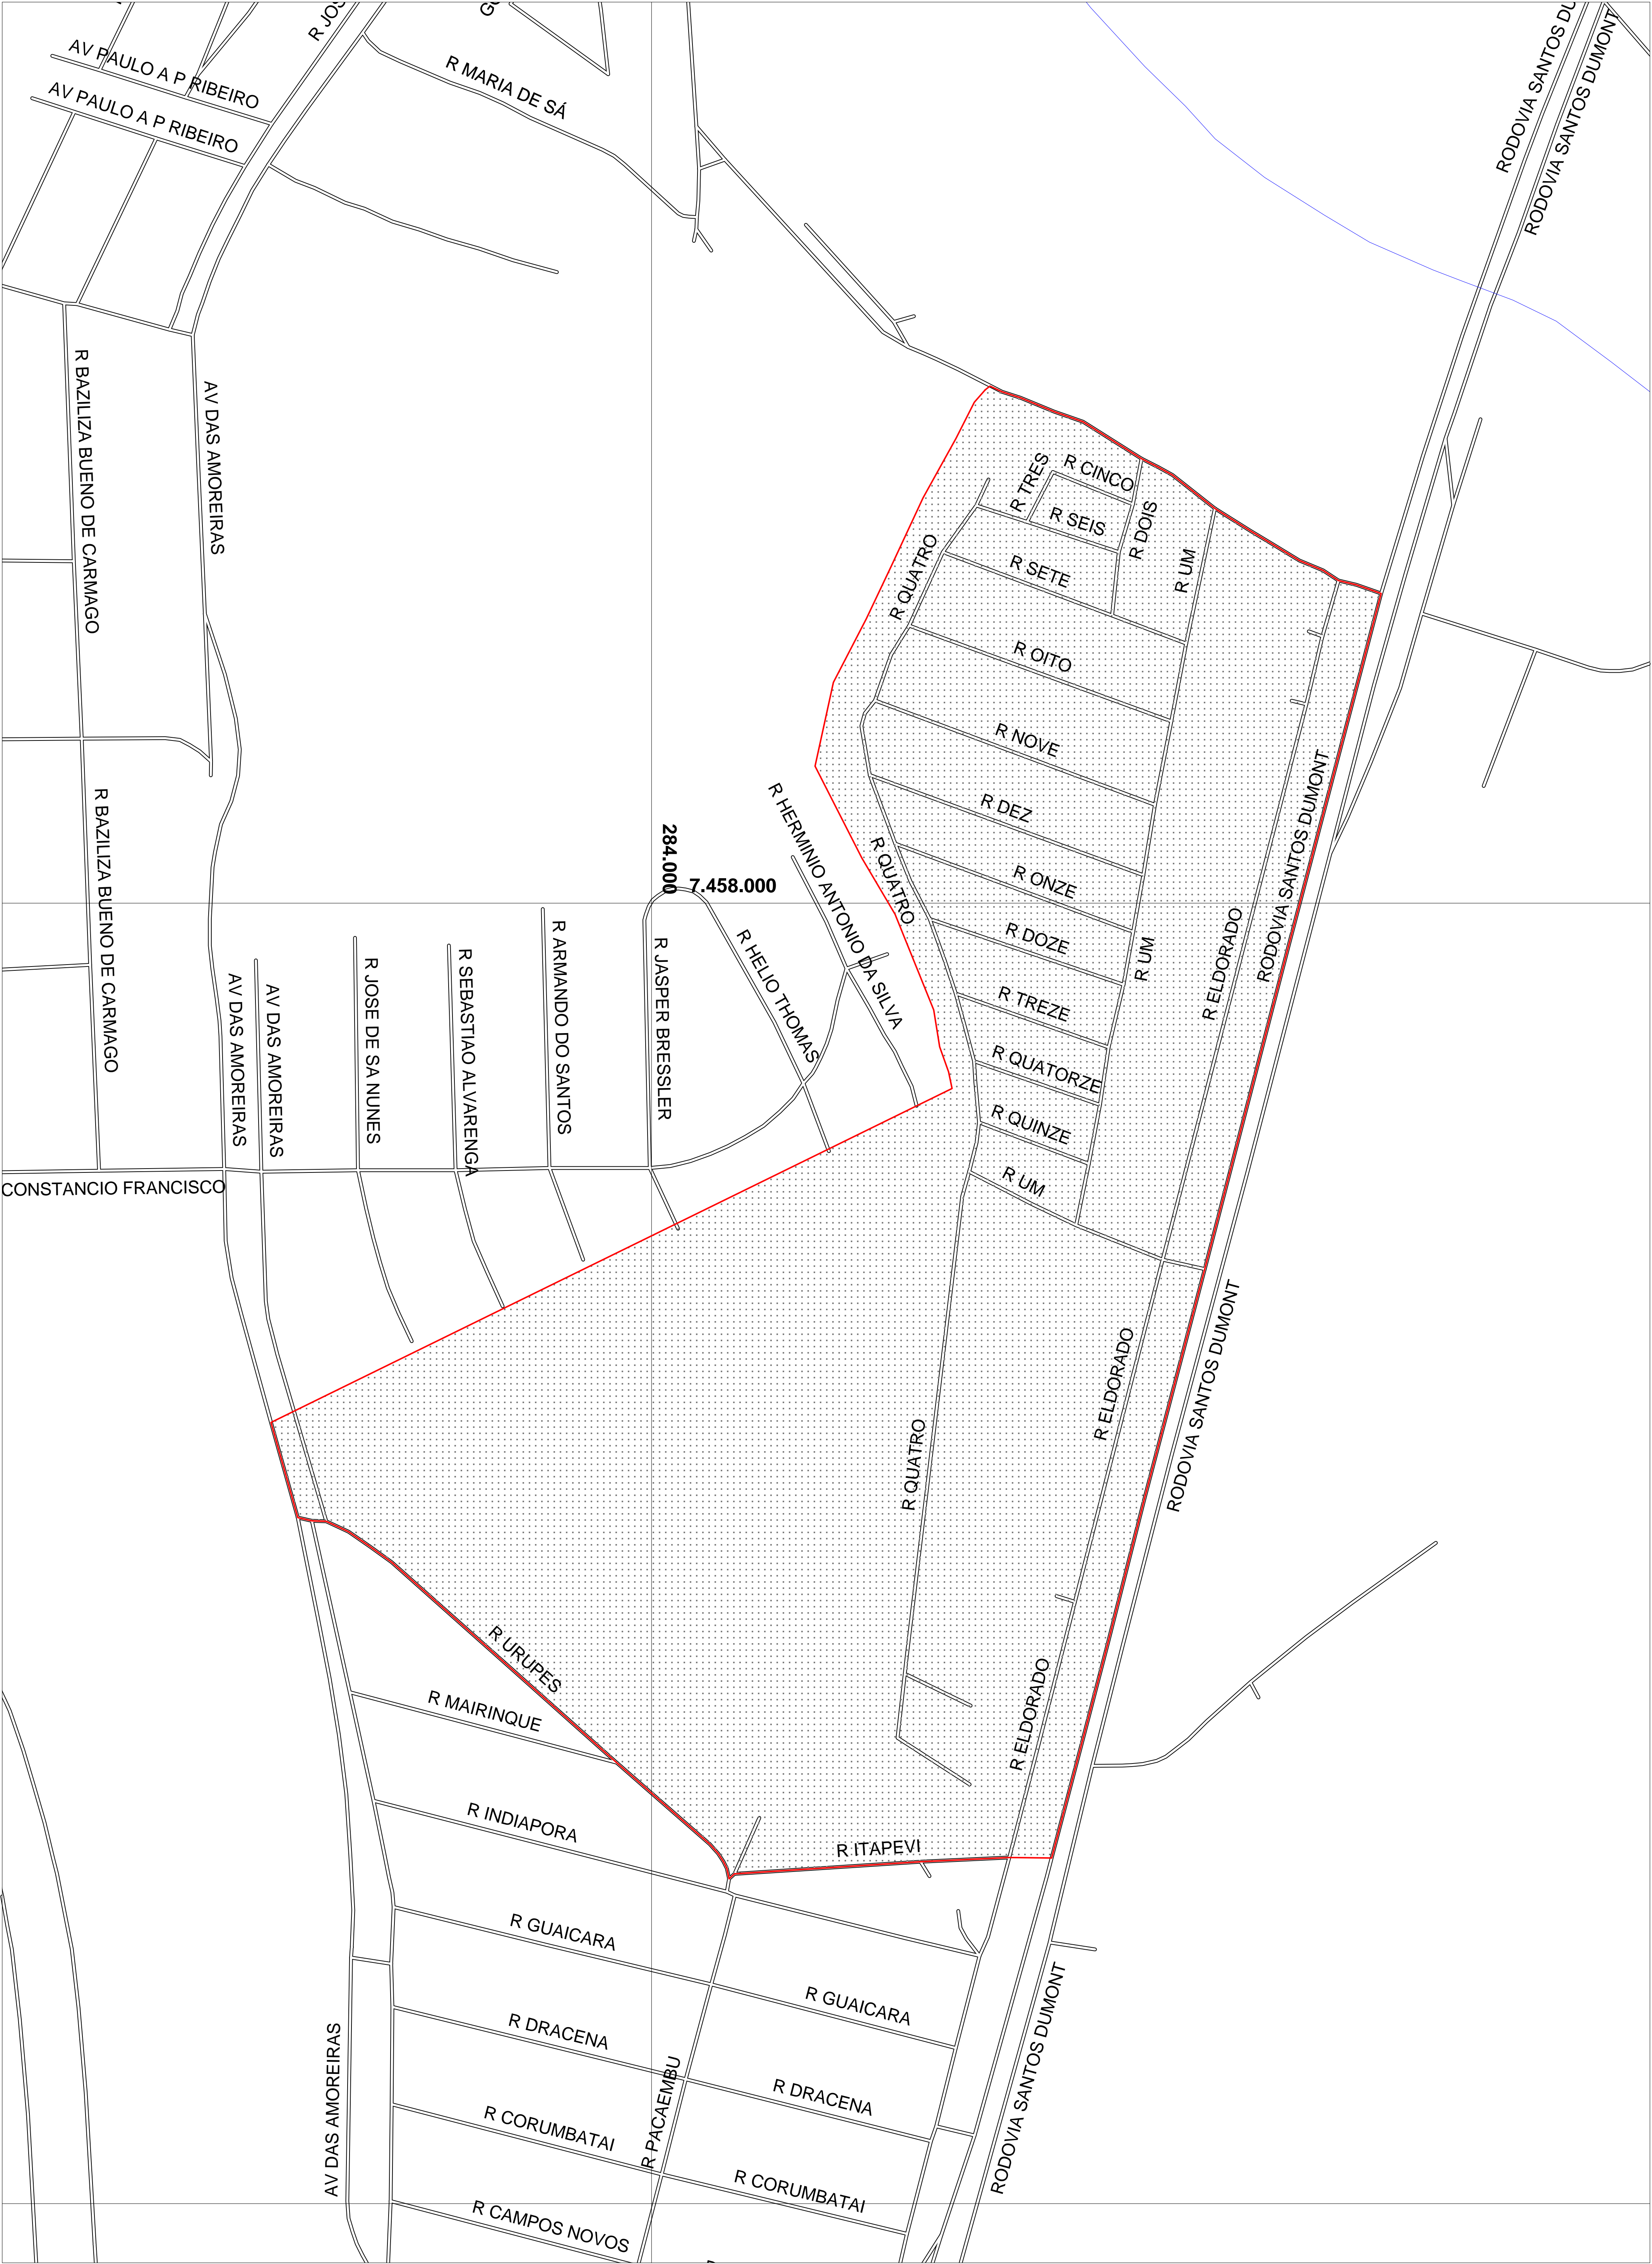 R JOS
GO
RODOVIA SANTOS DU
RODOVIA SANTOS DUMONT
AV PAULO A P RIBEIRO
AV PAULO A P RIBEIRO
R MARIA DE SÁ
R BAZILIZA BUENO DE CARMAGO
AV DAS AMOREIRAS
R TRES
R CINCO
R SEIS
R DOIS
R QUATRO
R SETE
R UM
R OITO
R NOVE
R DEZ
R QUATRO
R ONZE
R DOZE
R UM
R TREZE
R QUATORZE
R QUINZE
R UM
R ELDORADO
RODOVIA SANTOS DUMONT
284.000
7.458.000
R HERMINIO ANTONIO DA SILVA
R HELIO THOMAS
R JASPER BRESSLER
R ARMANDO DO SANTOS
R SEBASTIAO ALVARENGA
R JOSE DE SA NUNES
AV DAS AMOREIRAS
AV DAS AMOREIRAS
R BAZILIZA BUENO DE CARMAGO
CONSTANCIO FRANCISCO
R QUATRO
R ELDORADO
RODOVIA SANTOS DUMONT
R URUPES
R MAIRINQUE
R ELDORADO
R INDIAPORA
R ITAPEVI
R GUAICARA
R GUAICARA
R DRACENA
R DRACENA
R PACAEMBU
R CORUMBATAI
R CORUMBATAI
AV DAS AMOREIRAS
RODOVIA SANTOS DUMONT
R CAMPOS NOVOS